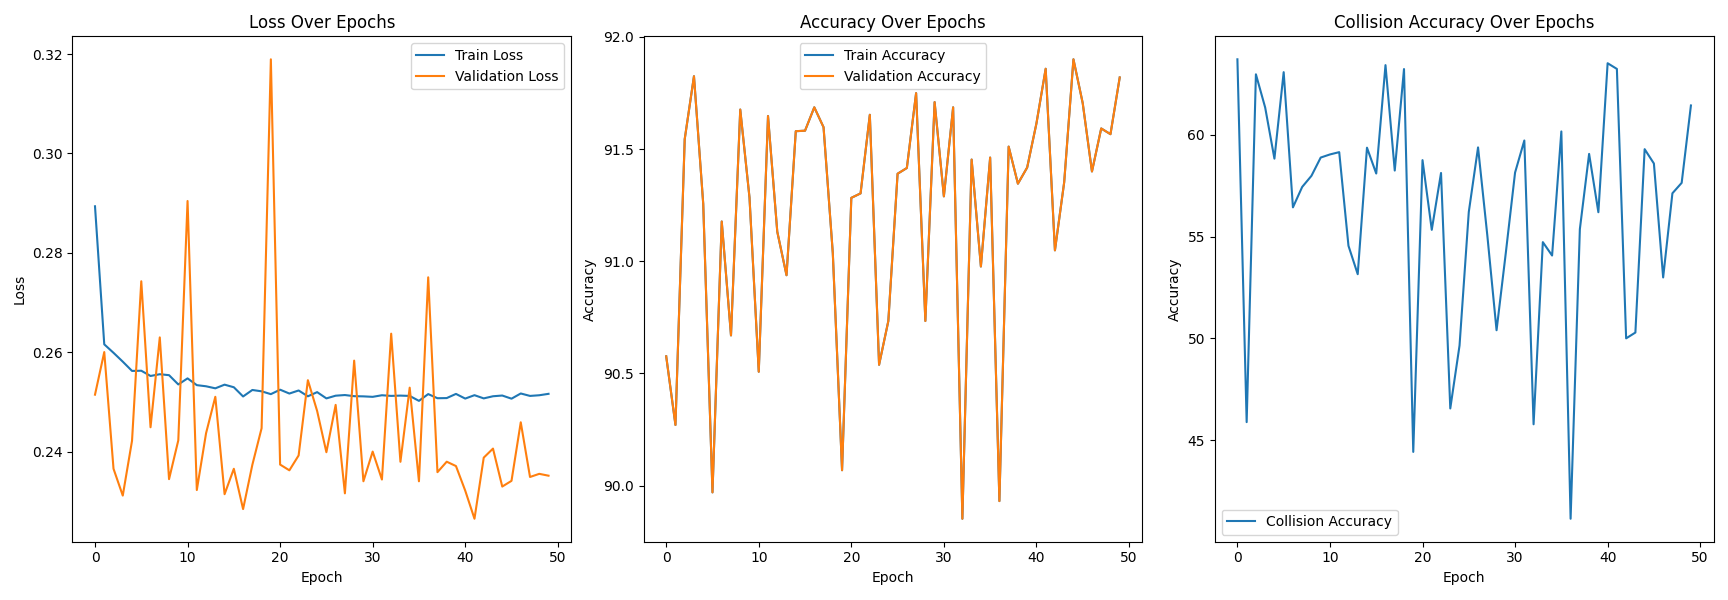 Loss Over Epochs
Train Loss
Validation Loss
0.32
0.30
0.28
0.26
0.24
Loss
0 10 20 30 40 50
Epoch
Accuracy Over Epochs
Train Accuracy
Validation Accuracy
92.0
91.5
91.0
90.5
90.0
Accuracy
0 10 20 30 40 50
Epoch
Collision Accuracy Over Epochs
60
55
50
45
Accuracy
Collision Accuracy
0 10 20 30 40 50
Epoch